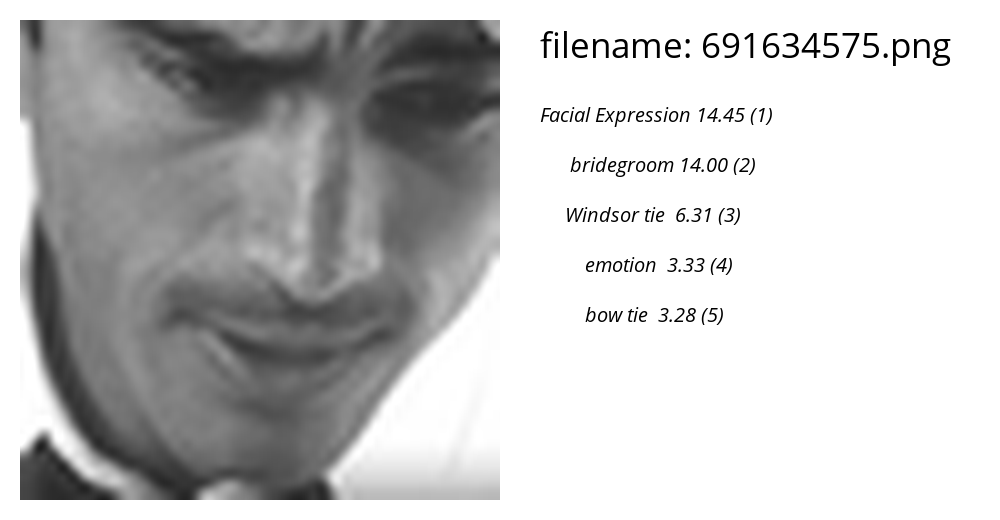 filename: 691634575.png
Facial Expression 14.45 (1)
bridegroom 14.00 (2)
Windsor tie 6.31 (3)
emotion 3.33 (4)
bow tie 3.28 (5)